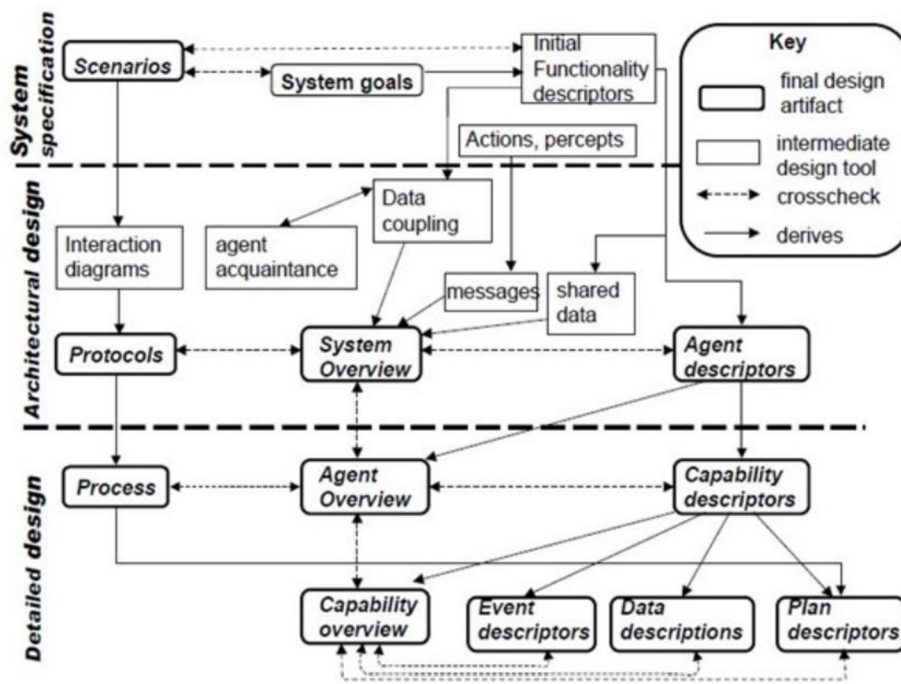 System
specification
Scenarios
System goals
Initial
Functionality
descriptors
Actions, percepts
Key
final design
artifact
intermediate
design tool
crosscheck
derives
Architectural design
Interaction
diagrams
agent
acquaintance
Data
coupling
messages
shared
data
Protocols
System
Overview
Agent
descriptors
Detailed design
Process
Agent
Overview
Capability
descriptors
Capability
overview
Event
descriptors
Data
descriptions
Plan
descriptors